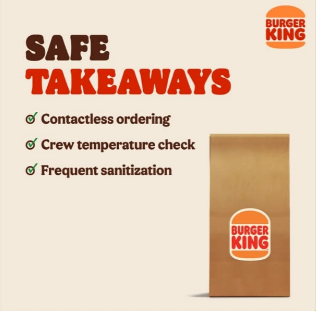 BURGER
KING
SAFE
TAKEAWAYS
Contactless ordering
Crew temperature check
Frequent sanitization
BURGER
KING